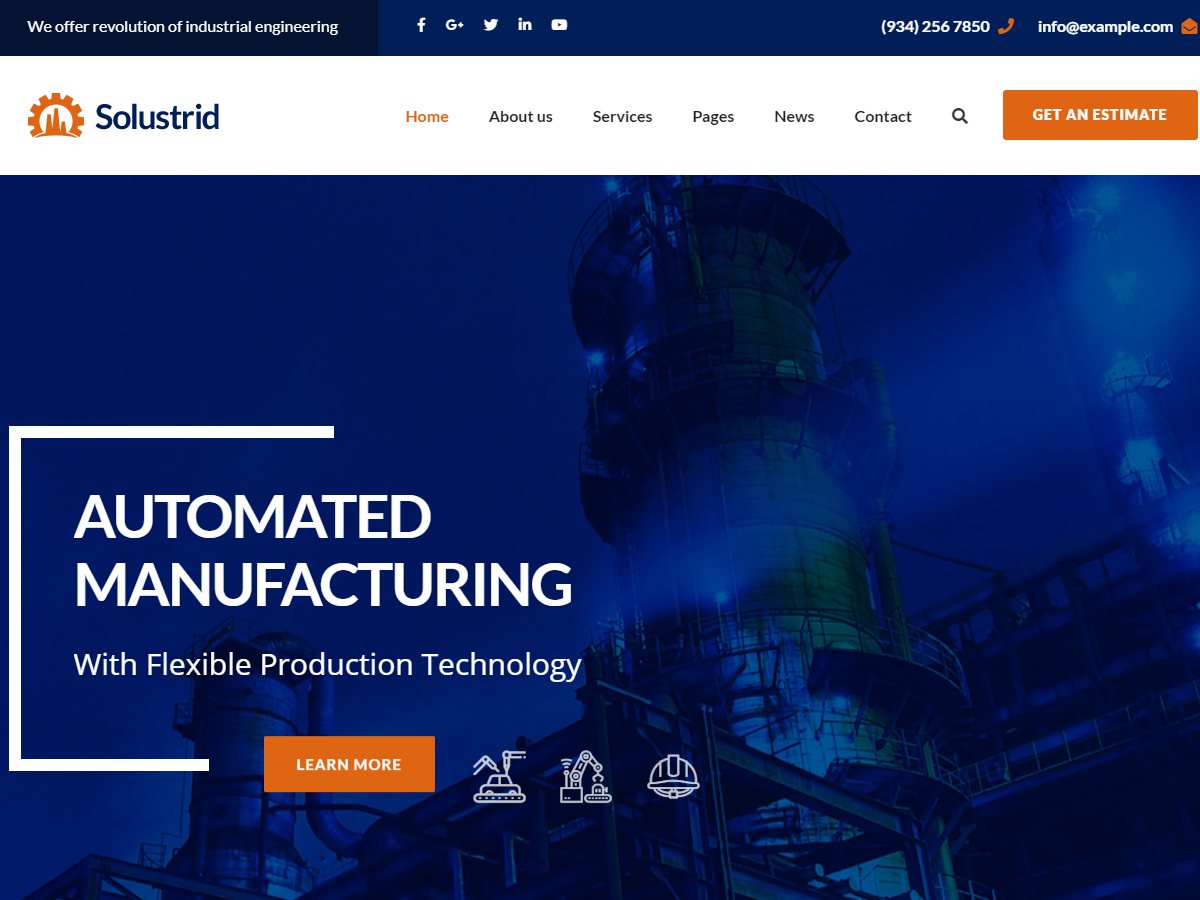 We offer revolution of industrial engineering
(934) 256 7850
info@example.com
Solustrid
Home
About us
Services
Pages
News
Contact
GET AN ESTIMATE
AUTOMATED
MANUFACTURING
With Flexible Production Technology
LEARN MORE